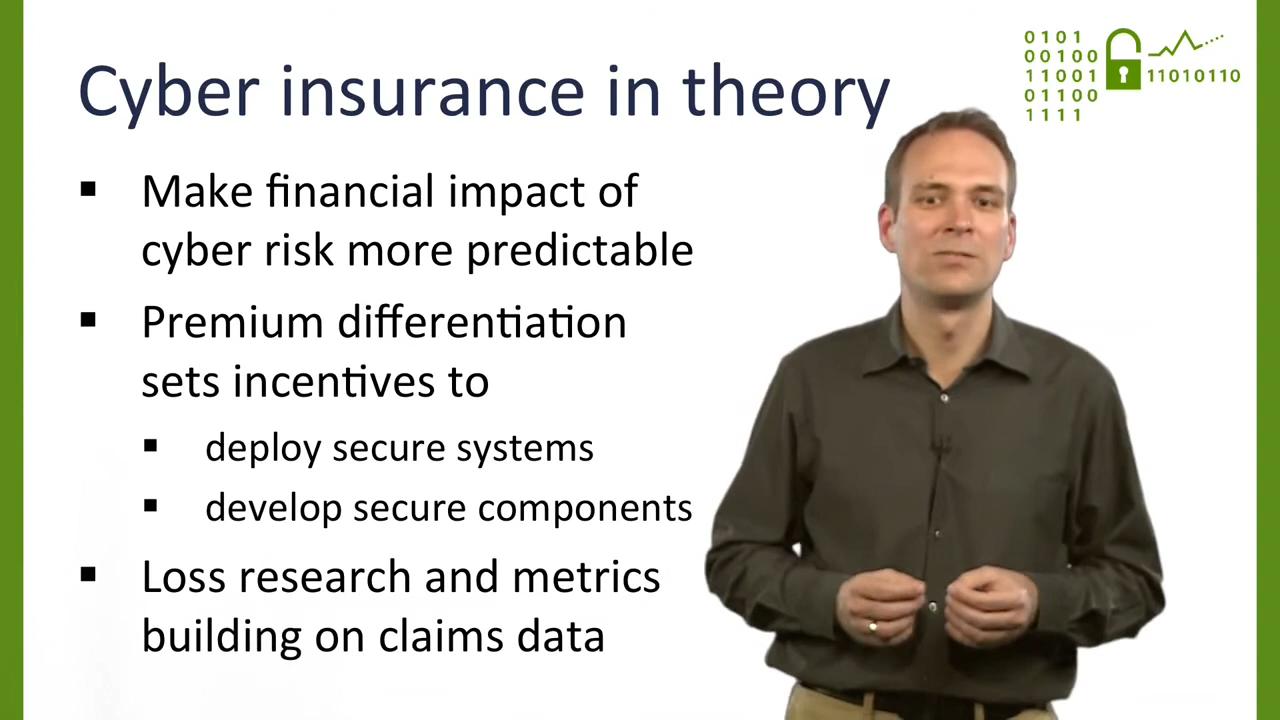 Cyber insurance in theory
0101
00100
11001
01100
1111
11010110
▪ Make financial impact of
cyber risk more predictable
▪ Premium differentiation
sets incentives to
▪ deploy secure systems
▪ develop secure components
▪ Loss research and metrics
building on claims data